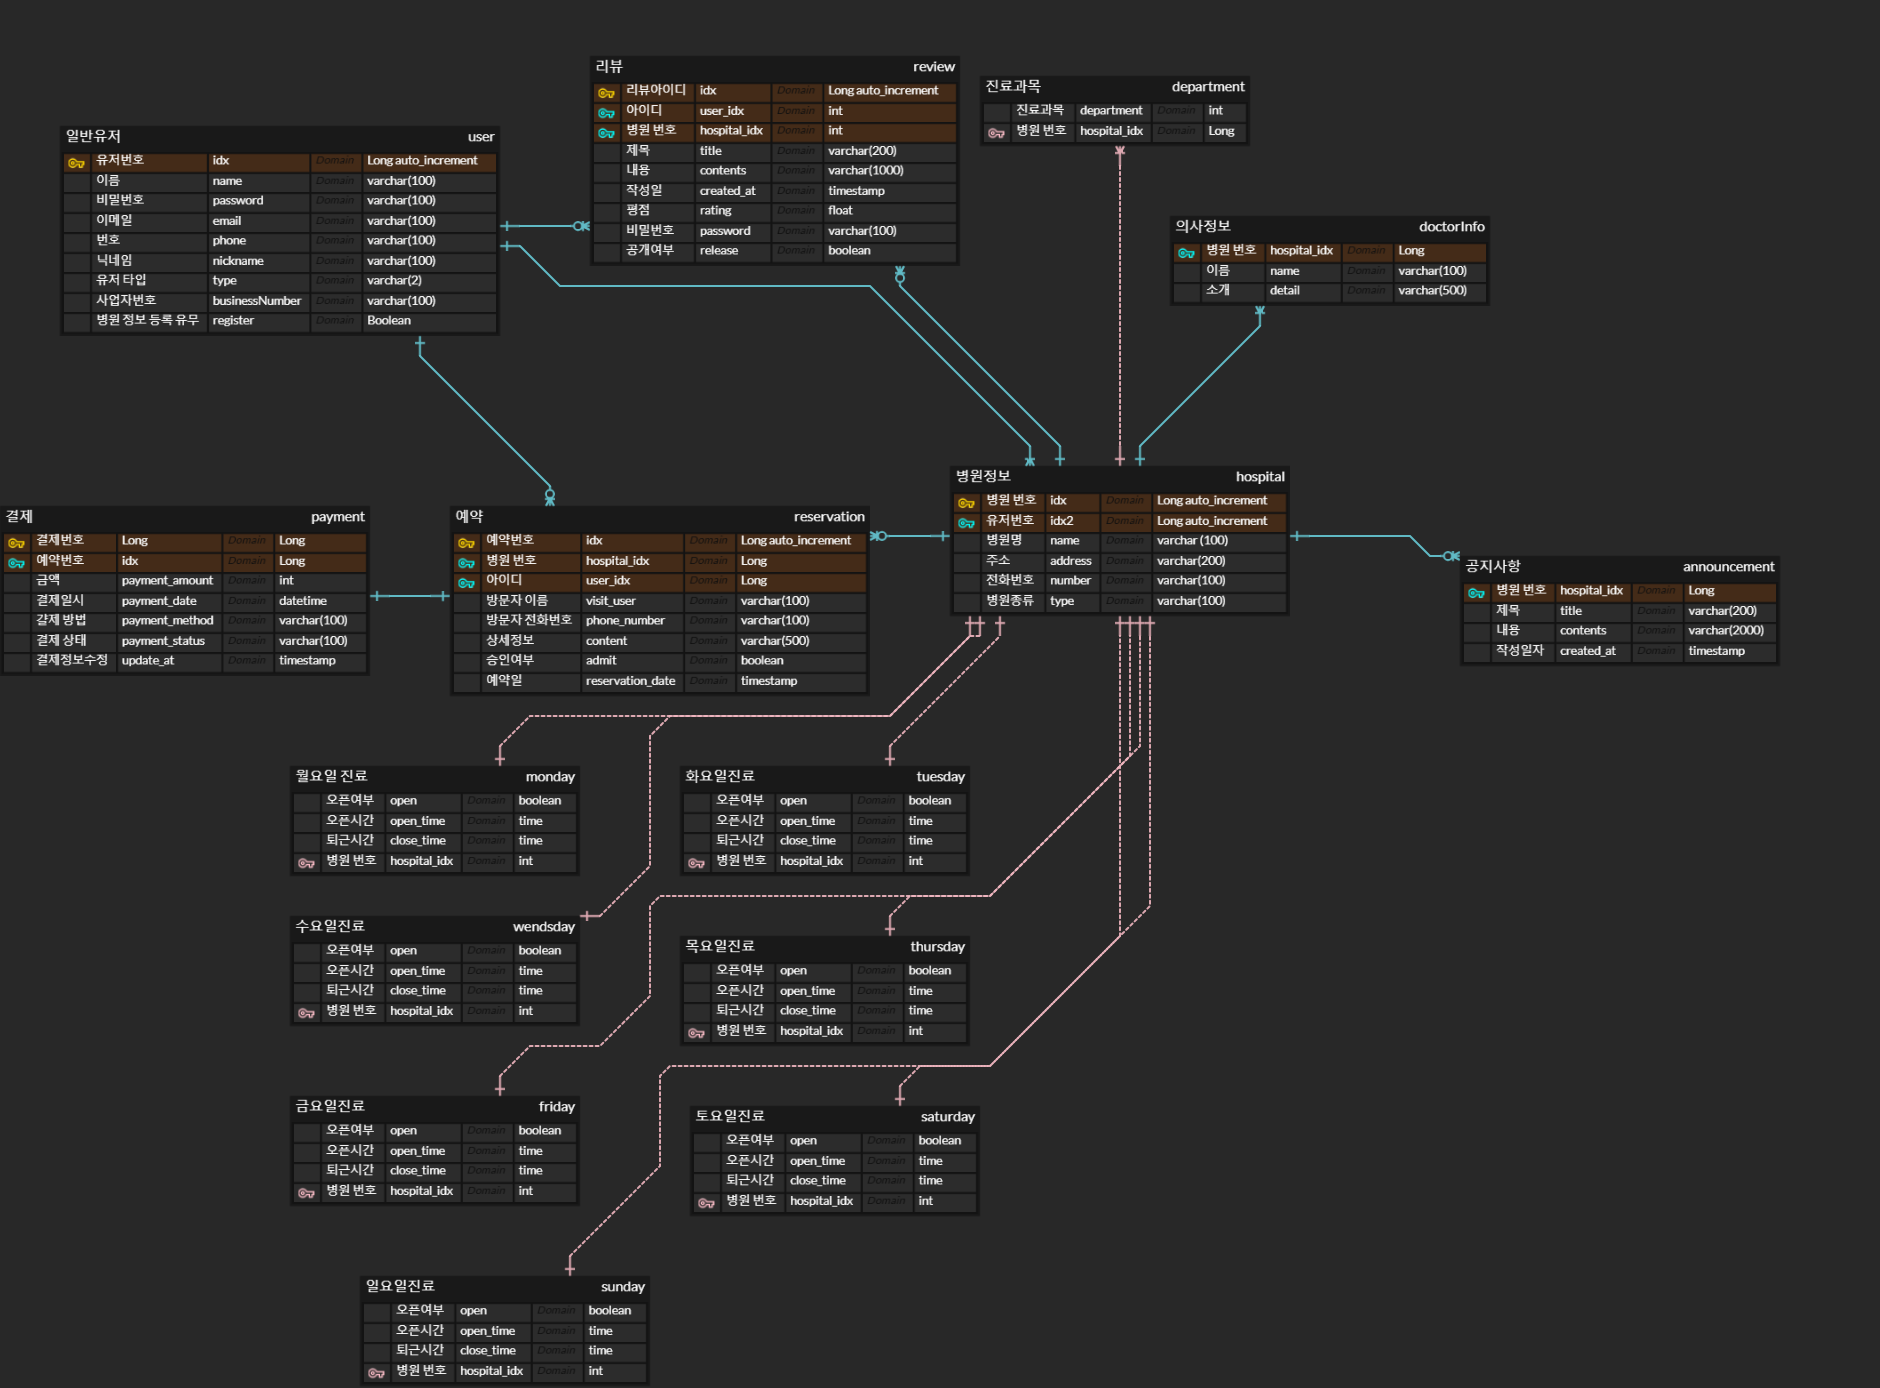 리뷰 review
리뷰아이디 idx Domain Long auto_increment
아이디 user_idx Domain int
병원 번호 hospital_idx Domain int
제목 title Domain varchar(200)
내용 contents Domain varchar(1000)
작성일 created_at Domain timestamp
평점 rating Domain float
비밀번호 password Domain varchar(100)
공개여부 release Domain boolean
진료과목 department
진료과목 department Domain int
병원 번호 hospital_idx Domain Long
일반유저 user
유저번호 idx Domain Long auto_increment
이름 name Domain varchar(100)
비밀번호 password Domain varchar(100)
이메일 email Domain varchar(100)
번호 phone Domain varchar(100)
닉네임 nickname Domain varchar(100)
유저 타입 type Domain varchar(2)
사업자번호 businessNumber Domain varchar(100)
병원 정보 등록 유무 register Domain Boolean
의사정보 doctorInfo
병원 번호 hospital_idx Domain Long
이름 name Domain varchar(100)
소개 detail Domain varchar(500)
병원정보 hospital
병원 번호 idx Domain Long auto_increment
유저번호 idx2 Domain Long auto_increment
병원명 name Domain varchar (100)
주소 address Domain varchar(200)
전화번호 number Domain varchar(100)
병원종류 type Domain varchar(100)
결제 payment
결제번호 Long Domain Long
예약번호 idx Domain Long
금액 payment_amount Domain int
결제일시 payment_date Domain datetime
걀제 방법 payment_method Domain varchar(100)
결제 상태 payment_status Domain varchar(100)
결제정보수정 update_at Domain timestamp
예약 reservation
예약번호 idx Domain Long auto_increment
병원 번호 hospital_idx Domain Long
아이디 user_idx Domain Long
방문자 이름 visit_user Domain varchar(100)
방문자 전화번호 phone_number Domain varchar(100)
상세정보 content Domain varchar(500)
승인여부 admit Domain boolean
예약일 reservation_date Domain timestamp
공지사항 announcement
병원 번호 hospital_idx Domain Long
제목 title Domain varchar(200)
내용 contents Domain varchar(2000)
작성일자 created_at Domain timestamp
월요일 진료 monday
오픈여부 open Domain boolean
오픈시간 open_time Domain time
퇴근시간 close_time Domain time
병원 번호 hospital_idx Domain int
화요일진료 tuesday
오픈여부 open Domain boolean
오픈시간 open_time Domain time
퇴근시간 close_time Domain time
병원 번호 hospital_idx Domain int
수요일진료 wendsday
오픈여부 open Domain boolean
오픈시간 open_time Domain time
퇴근시간 close_time Domain time
병원 번호 hospital_idx Domain int
목요일진료 thursday
오픈여부 open Domain boolean
오픈시간 open_time Domain time
퇴근시간 close_time Domain time
병원 번호 hospital_idx Domain int
금요일진료 friday
오픈여부 open Domain boolean
오픈시간 open_time Domain time
퇴근시간 close_time Domain time
병원 번호 hospital_idx Domain int
토요일진료 saturday
오픈여부 open Domain boolean
오픈시간 open_time Domain time
퇴근시간 close_time Domain time
병원 번호 hospital_idx Domain int
일요일진료 sunday
오픈여부 open Domain boolean
오픈시간 open_time Domain time
퇴근시간 close_time Domain time
병원 번호 hospital_idx Domain int